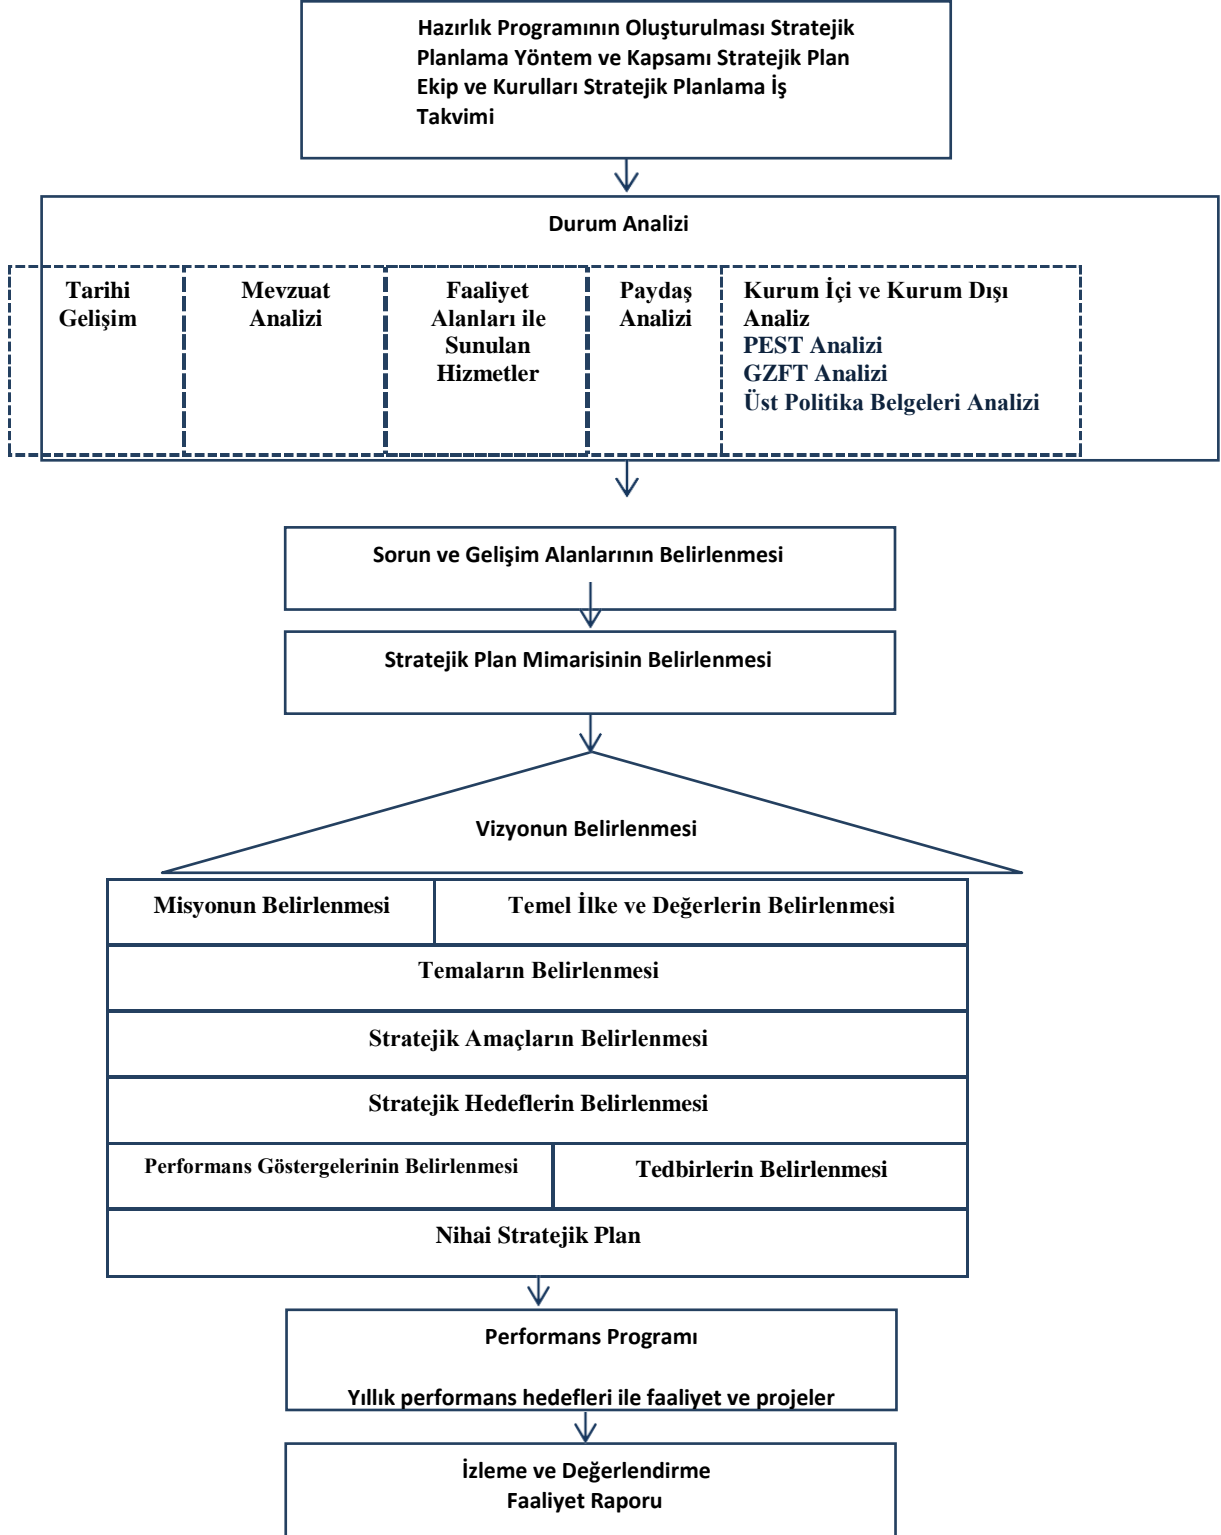 Hazırlık Programının Oluşturulması Stratejik
Planlama Yöntem ve Kapsamı Stratejik Plan
Ekip ve Kurulları Stratejik Planlama İş
Takvimi
Durum Analizi
Tarihi
Gelişim
Mevzuat
Analizi
Faaliyet
Alanları ile
Sunulan
Hizmetler
Paydaş
Analizi
Kurum İçi ve Kurum Dışı
Analiz
PEST Analizi
GZFT Analizi
Üst Politika Belgeleri Analizi
Sorun ve Gelişim Alanlarının Belirlenmesi
Stratejik Plan Mimarisinin Belirlenmesi
Vizyonun Belirlenmesi
Misyonun Belirlenmesi
Temel İlke ve Değerlerin Belirlenmesi
Temaların Belirlenmesi
Stratejik Amaçların Belirlenmesi
Stratejik Hedeflerin Belirlenmesi
Performans Göstergelerinin Belirlenmesi
Tedbirlerin Belirlenmesi
Nihai Stratejik Plan
Performans Programı
Yıllık performans hedefleri ile faaliyet ve projeler
İzleme ve Değerlendirme
Faaliyet Raporu